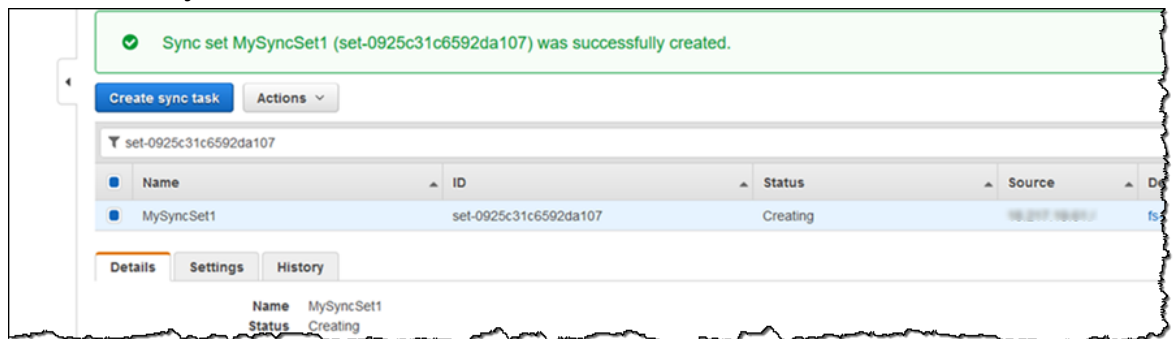 Sync set MySyncSet1 (set-0925c31c6592da107) was successfully created.
Create sync task Actions
set-0925c31c6592da107
Name ID Status Source
MySyncSet1 set-0925c31c6592da107 Creating
Details Settings History
Name MySyncSet1
Status Creating